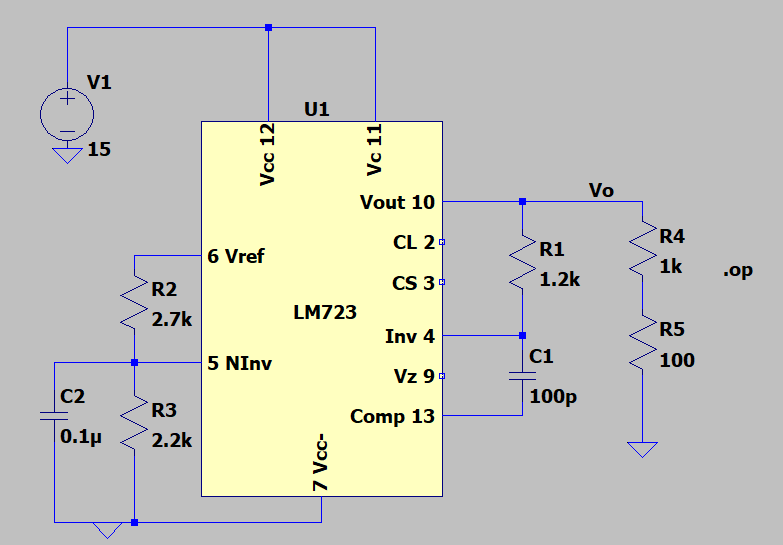 V1
15
U1
Vcc 12
Vc 11
Vout 10
Vo
CL 2
6 Vref
CS 3
R1
1.2k
R4
1k
.op
R2
2.7k
LM723
Inv 4
R5
100
5 NInv
Vz 9
C1
100p
C2
0.1µ
R3
2.2k
Comp 13
7 Vcc-